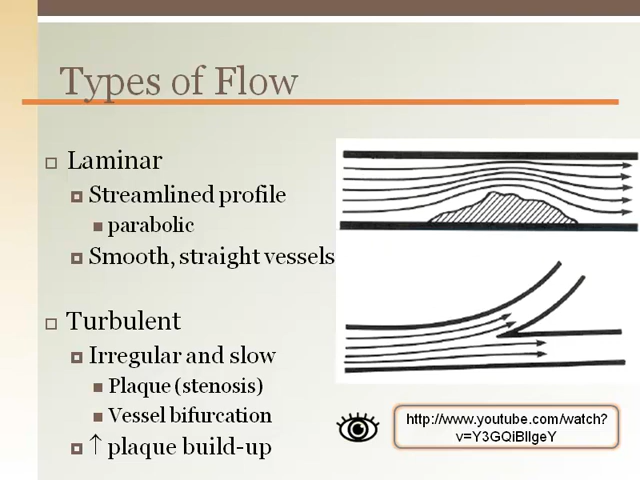 Types of Flow
Laminar
Streamlined profile
parabolic
Smooth, straight vessels
Turbulent
Irregular and slow
Plaque (stenosis)
Vessel bifurcation
↑ plaque build-up
http://www.youtube.com/watch?
v=Y3GQiBllgeY